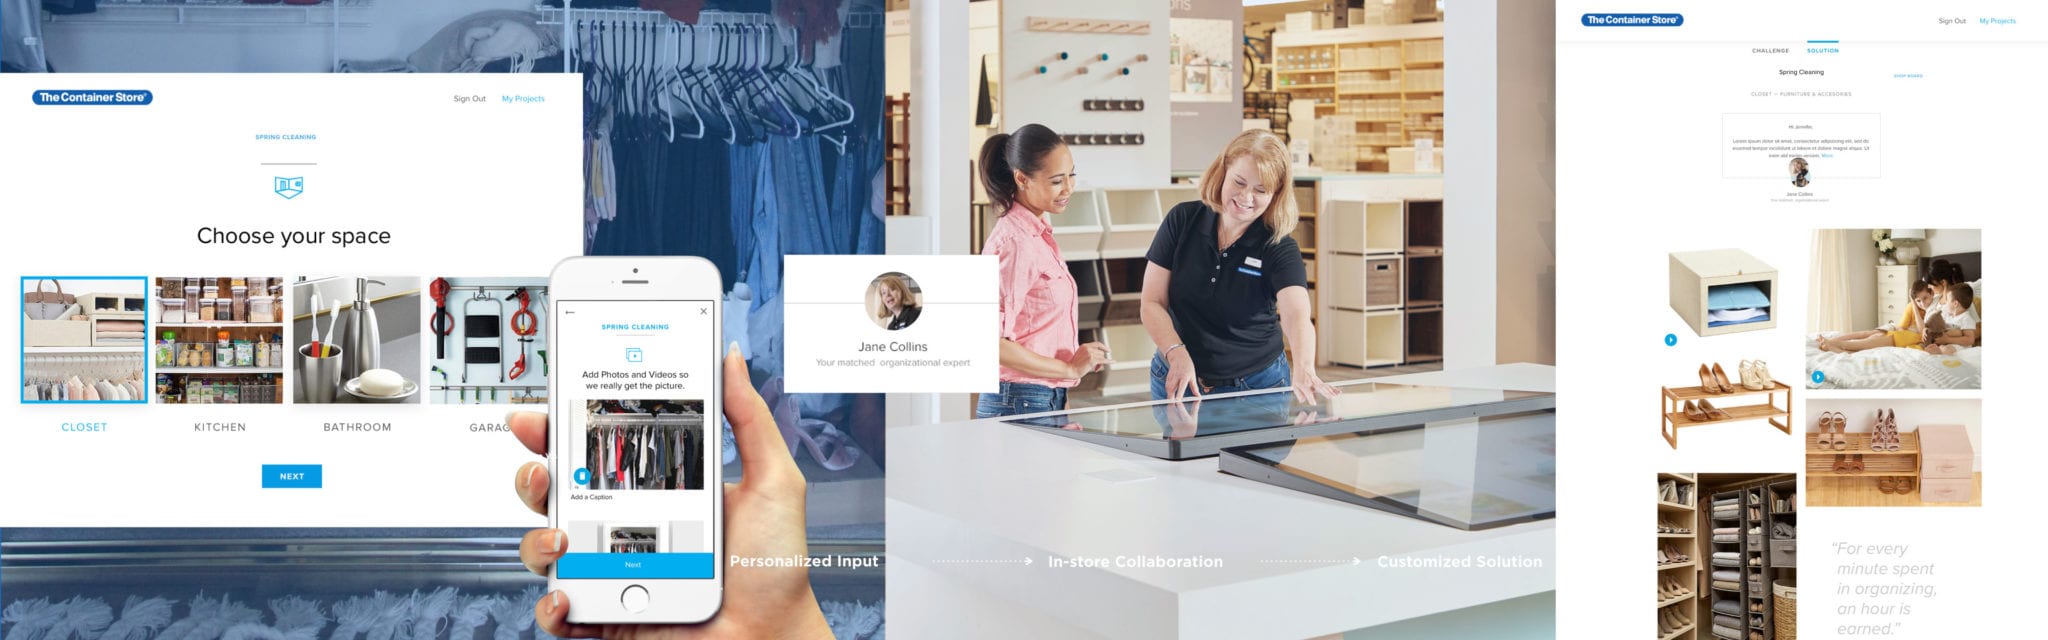 The Container Store®
Sign Out
My Projects
SPRING CLEANING
Choose your space
CLOSET
KITCHEN
BATHROOM
GARAG
NEXT
SPRING CLEANING
Add Photos and Videos so
we really get the picture.
Add a Caption
Next
Jane Collins
Your matched organizational expert
Personalized Input
In-store Collaboration
Customized Solution
The Container Store®
Sign Out
My Projects
CHALLENGE
SOLUTION
Spring Cleaning
SHOP BOARD
CLOSET – FURNITURE & ACCESORIES
Hi Jennifer,
Lorem ipsum dolor sit amet, consectetur adipiscing elit, sed do
eiusmod tempor incididunt ut labore et dolore magna aliqua. Ut
More
Jane Collins
Your matched organizational expert
“For every
minute spent
in organizing,
an hour is
earned.”